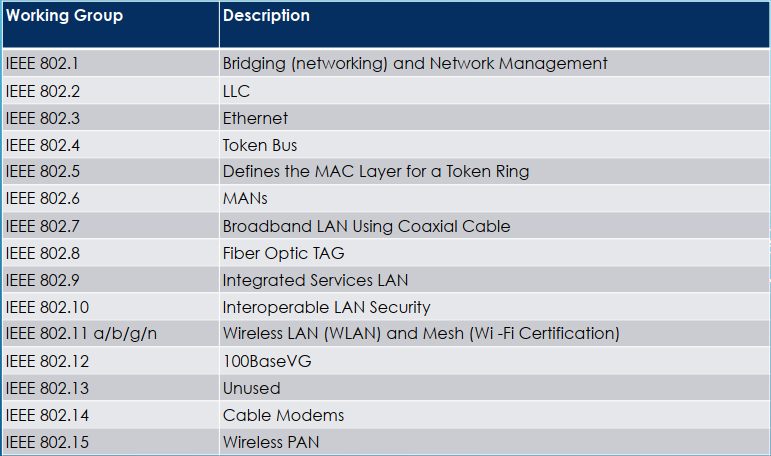 Working Group Description
IEEE 802.1 Bridging (networking) and Network Management
IEEE 802.2 LLC
IEEE 802.3 Ethernet
IEEE 802.4 Token Bus
IEEE 802.5 Defines the MAC Layer for a Token Ring
IEEE 802.6 MANs
IEEE 802.7 Broadband LAN Using Coaxial Cable
IEEE 802.8 Fiber Optic TAG
IEEE 802.9 Integrated Services LAN
IEEE 802.10 Interoperable LAN Security
IEEE 802.11 a/b/g/n Wireless LAN (WLAN) and Mesh (Wi -Fi Certification)
IEEE 802.12 100BaseVG
IEEE 802.13 Unused
IEEE 802.14 Cable Modems
IEEE 802.15 Wireless PAN